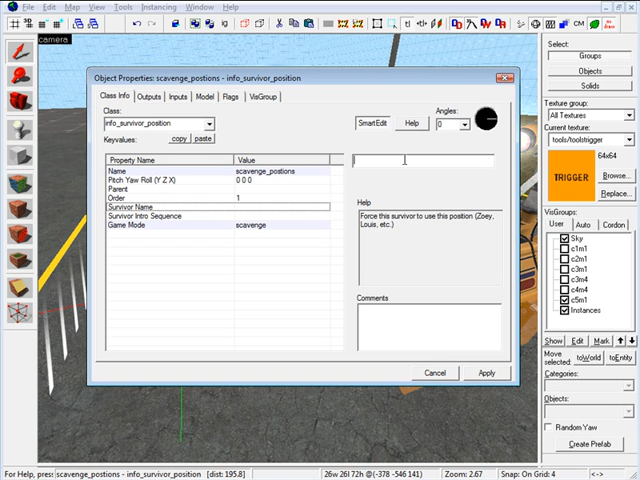 File Edit Map View Tools Instancing Window Help
camera
Object Properties: scavenge_postions - info_survivor_position
Class Info Outputs Inputs Model Flags VisGroup
Class:
info_survivor_position
Keyvalues: copy paste
SmartEdit Help
Angles:
0
Property Name Value
Name scavenge_postions
Pitch Yaw Roll (Y Z X) 0 0 0
Parent
Order 1
Survivor Name
Survivor Intro Sequence
Game Mode scavenge
Help
Force this survivor to use this position (Zoey,
Louis, etc.)
Comments
Cancel Apply
Select:
Groups
Objects
Solids
Texture group:
All Textures
Current texture:
tools/toolstrigger
TRIGGER
64x64
Browse...
Replace...
VisGroups:
User Auto Cordon
Sky
c1m1
c2m1
c3m1
c3m4
c4m4
c5m1
Instances
Show Edit Mark
Move
selected:
toWorld toEntity
Categories:
Objects:
Random Yaw
Create Prefab
For Help, press scavenge_postions - info_survivor_position [dist: 195.8] 26w 26l 72h @(-378 -546 141) Zoom: 2.67 Snap: On Grid: 4 <->